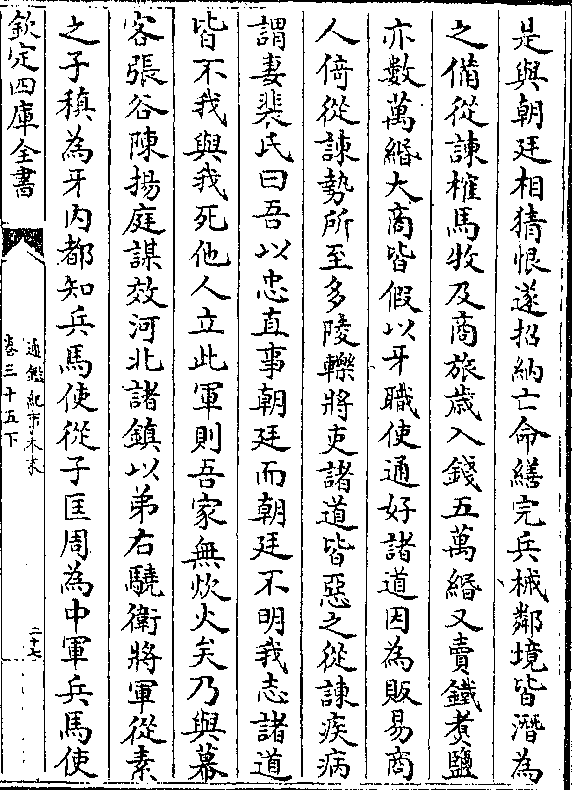 是與朝廷相猜恨遂招納亡命繕完兵械鄰境皆潛為
之備從諫榷馬牧及商旅歳入錢五萬緡又賣鐵煑鹽
亦數萬緡大商皆假以牙職使通好諸道因為販易商
人倚從諫勢所至多陵轢將吏諸道皆惡之從諫疾病
謂妻裴氏曰吾以忠直事朝廷而朝廷不明我志諸道
皆不我與我死他人立此軍則吾家無炊火矣乃與幕
客張谷陳揚庭謀效河北諸鎮以弟右驍衛將軍從素
之子稹為牙内都知兵馬使從子匡周為中軍兵馬使
欽定四庫全書
通鑑紀事本末
卷三十五下
二十七